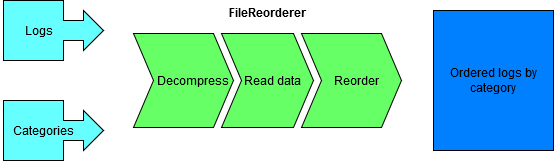 FileReorderer
Logs
Categories
Decompress
Read data
Reorder
Ordered logs by
category